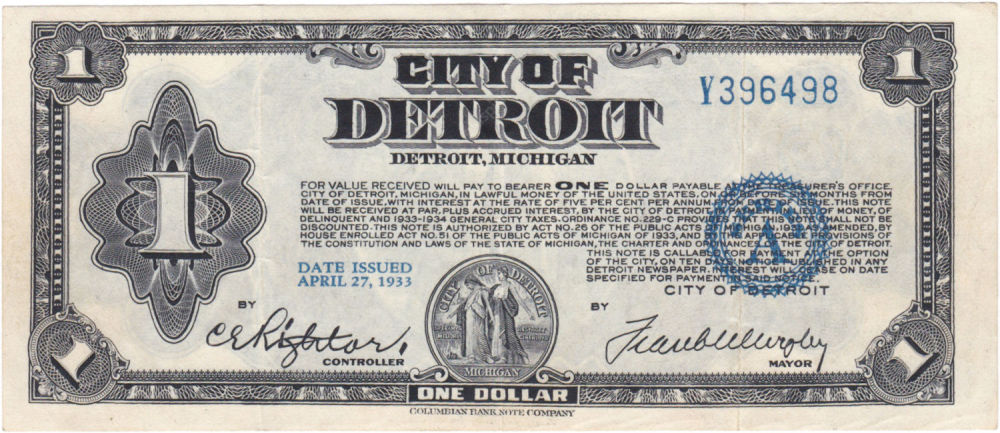 1
1
CITY OF
DETROIT
DETROIT, MICHIGAN
Y396498
1
FOR VALUE RECEIVED WILL PAY TO BEARER ONE DOLLAR PAYABLE AT THE TREASURER'S OFFICE,
CITY OF DETROIT, MICHIGAN, IN LAWFUL MONEY OF THE UNITED STATES, ON OR BEFORE MONTHS FROM
DATE OF ISSUE, WITH INTEREST AT THE RATE OF FIVE PER CENT PER ANNUM ISSUE. THIS NOTE
WILL BE RECEIVED AT PAR, PLUS ACCRUED INTEREST, BY THE CITY OF DETROIT OF MONEY, OF
DELINQUENT AND 1933-1934 GENERAL CITY TAXES. ORDINANCE NO. 229-C PROVIDES THAT THIS NOTE SHALL NOT BE
DISCOUNTED. THIS NOTE IS AUTHORIZED BY ACT NO. 26 OF THE PUBLIC ACTS OF MICHIGAN, AMENDED, BY
HOUSE ENROLLED ACT NO. 51 OF THE PUBLIC ACTS OF MICHIGAN, 1933, AND PROVISIONS OF
THE CONSTITUTION AND LAWS OF THE STATE OF MICHIGAN, THE CHARTER AND ORDINANCES OF THE CITY OF DETROIT.
THIS NOTE IS CALLABLE FOR PAYMENT AT THE OPTION
OF THE CITY, ON TEN DAYS PUBLISHED IN ANY
DETROIT NEWSPAPER. INTEREST WILL CEASE ON DATE
SPECIFIED FOR PAYMENT IN SAID NOTICE.
CITY OF DETROIT
A
DATE ISSUED
APRIL 27, 1933
BY
CERightor.
CONTROLLER
CITY OF DETROIT
MICHIGAN
BY
Frank Murphy
MAYOR
1
ONE DOLLAR
1
COLUMBIAN BANK NOTE COMPANY